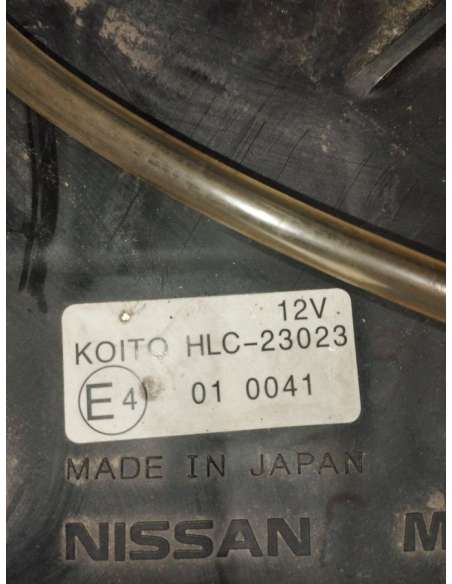 12V
KOITO HLC-23023
E4 01 0041
MADE IN JAPAN
NISSAN M